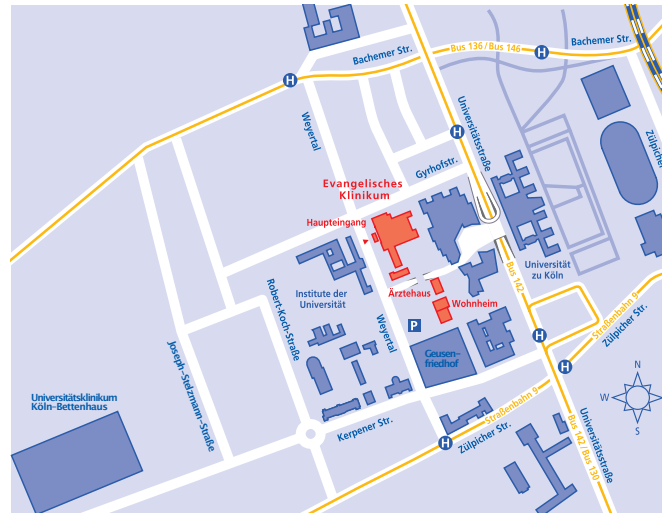 Bachemer Str.
Bus 136/Bus 146
H
Bachemer Str.
H
Weyertal
Universitätsstraße
H
Zülpicher
Gyrhofstr.
Evangelisches
Klinikum
Haupteingang
Universität
zu Köln
Bus 142
Institute der
Universität
Ärztehaus
Wohnheim
Robert-Koch-Straße
Weyertal
P
H
Straßenbahn 9
Zülpicher Str.
Joseph-Stelzmann-Straße
Geusen-
friedhof
H
N
W
O
S
Universitätsklinikum
Köln-Bettenhaus
Kerpener Str.
H
Straßenbahn 9
Zülpicher Str.
Universitätsstraße
Bus 142/Bus 130